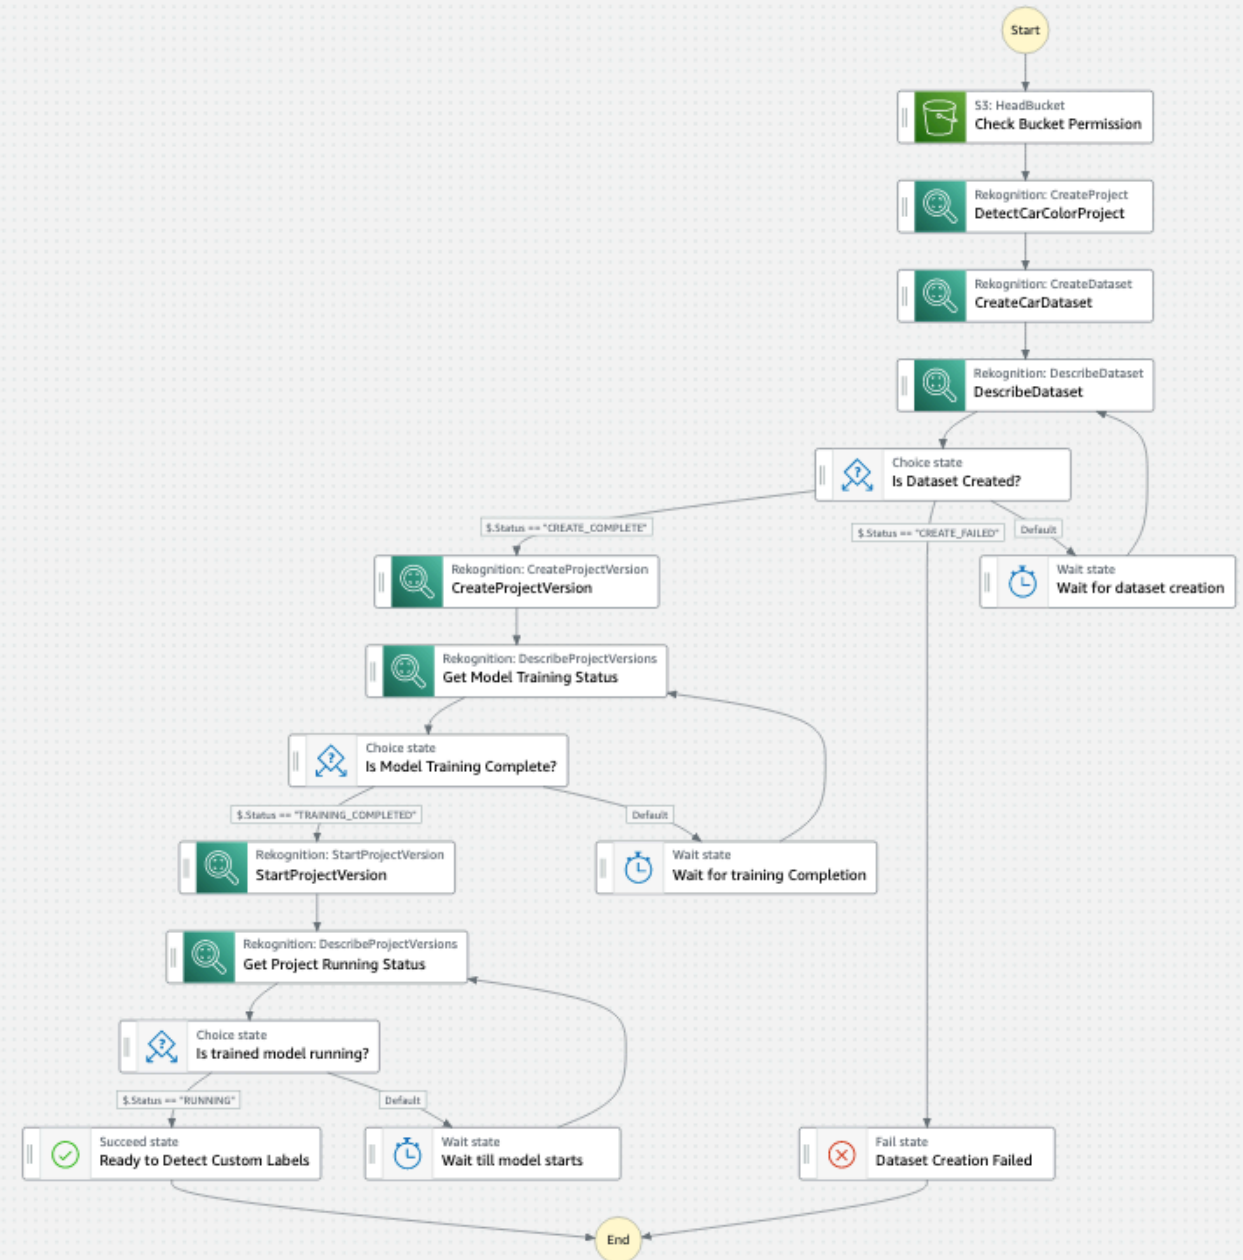 Start
S3: HeadBucket
Check Bucket Permission
Rekognition: CreateProject
DetectCarColorProject
Rekognition: CreateDataset
CreateCarDataset
Rekognition: DescribeDataset
DescribeDataset
Choice state
Is Dataset Created?
$.Status == "CREATE_COMPLETE"
$.Status == "CREATE_FAILED"
Default
Rekognition: CreateProjectVersion
CreateProjectVersion
Wait state
Wait for dataset creation
Rekognition: DescribeProjectVersions
Get Model Training Status
Choice state
Is Model Training Complete?
$.Status == "TRAINING_COMPLETED"
Default
Rekognition: StartProjectVersion
StartProjectVersion
Wait state
Wait for training Completion
Rekognition: DescribeProjectVersions
Get Project Running Status
Choice state
Is trained model running?
$.Status == "RUNNING"
Default
Succeed state
Ready to Detect Custom Labels
Wait state
Wait till model starts
Fail state
Dataset Creation Failed
End